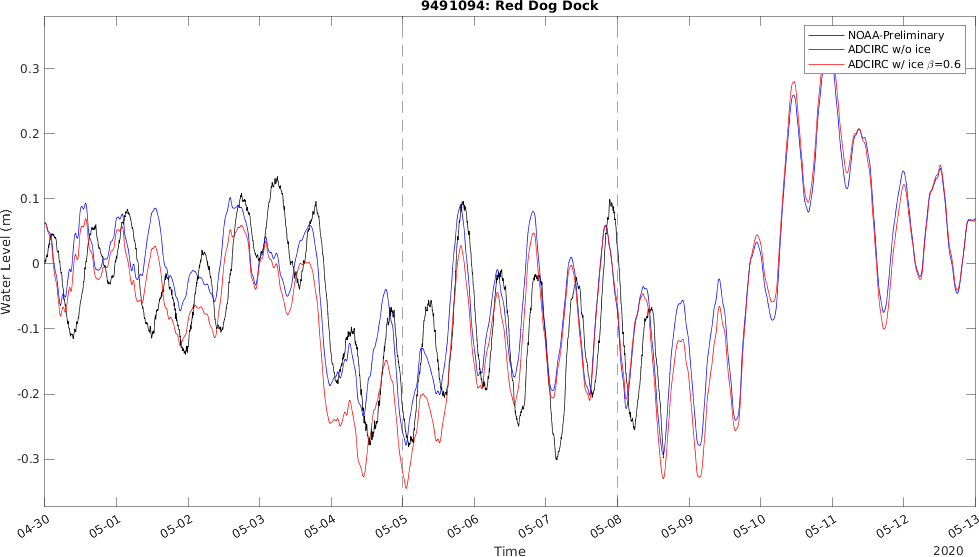 9491094: Red Dog Dock
NOAA-Preliminary
ADCIRC w/o ice
ADCIRC w/ ice β=0.6
0.3
0.2
0.1
0
-0.1
-0.2
-0.3
Water Level (m)
04-30 05-01 05-02 05-03 05-04 05-05 05-06 05-07 05-08 05-09 05-10 05-11 05-12 05-13
Time
2020